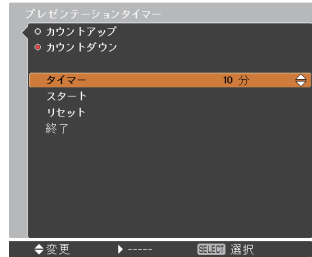 プレゼンテーションタイマー
カウントアップ
カウントダウン
タイマー 10 分
スタート
リセット
終了
変更 ----- SELECT 選択